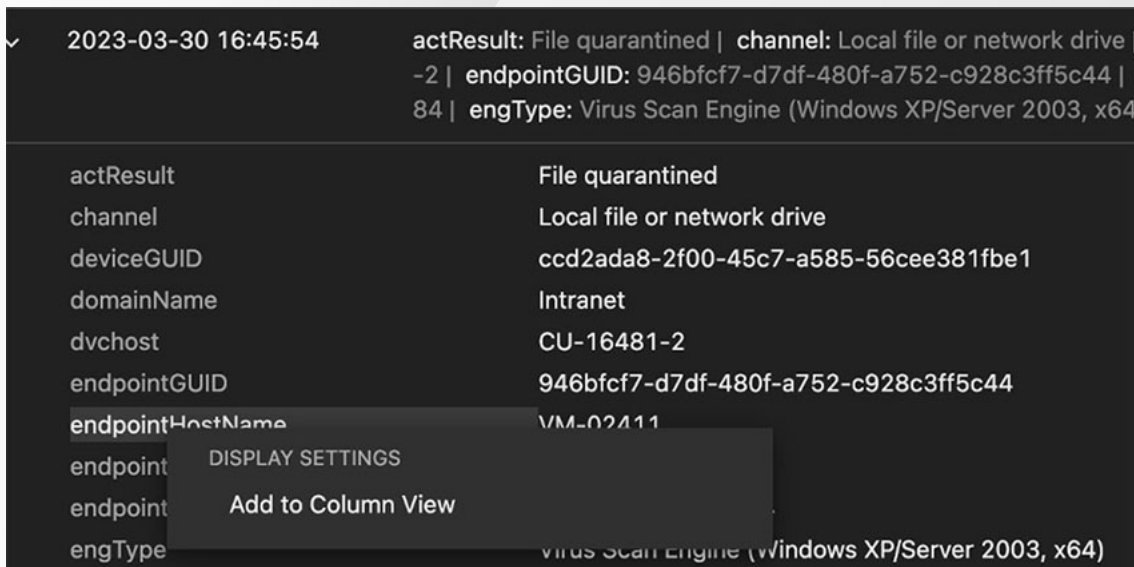 2023-03-30 16:45:54 actResult: File quarantined | channel: Local file or network drive |
-2 | endpointGUID: 946bfcf7-d7df-480f-a752-c928c3ff5c44 |
84 | engType: Virus Scan Engine (Windows XP/Server 2003, x64
actResult File quarantined
channel Local file or network drive
deviceGUID ccd2ada8-2f00-45c7-a585-56cee381fbe1
domainName Intranet
dvchost CU-16481-2
endpointGUID 946bfcf7-d7df-480f-a752-c928c3ff5c44
endpointHostName VM-02411
endpoint
DISPLAY SETTINGS
endpoint
Add to Column View
engType Virus Scan Engine (Windows XP/Server 2003, x64)